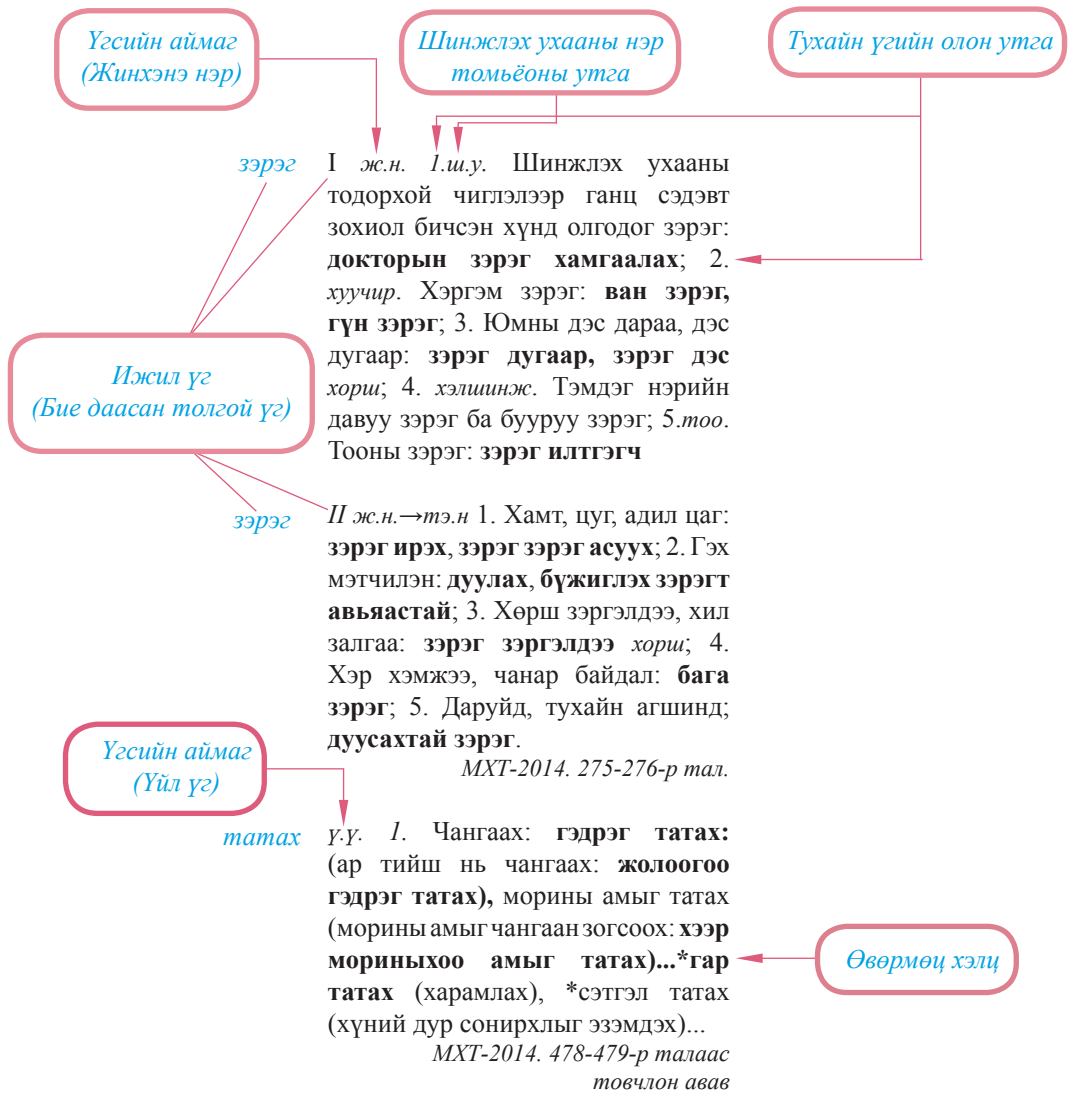 Үгсийн аймаг
(Жинхэнэ нэр)
Шинжлэх ухааны нэр
томьёоны утга
Тухайн үгийн олон утга
зэрэг I ж.н. 1.ш.у. Шинжлэх ухааны
тодорхой чиглэлээр ганц сэдэвт
зохиол бичсэн хүнд олгодог зэрэг:
докторын зэрэг хамгаалах; 2.
хуучир. Хэргэм зэрэг: ван зэрэг,
гүн зэрэг; 3. Юмны дэс дараа, дэс
дугаар: зэрэг дугаар, зэрэг дэс
хорш; 4. хэлшинж. Тэмдэг нэрийн
давуу зэрэг ба бууруу зэрэг; 5.тоо.
Тооны зэрэг: зэрэг илтгэгч
Ижил үг
(Бие даасан толгой үг)
зэрэг II ж.н.→тэ.н 1. Хамт, цуг, адил цаг:
зэрэг ирэх, зэрэг зэрэг асуух; 2. Гэх
мэтчилэн: дуулах, бүжиглэх зэрэгт
авьяастай; 3. Хөрш зэргэлдээ, хил
залгаа: зэрэг зэргэлдээ хорш; 4.
Хэр хэмжээ, чанар байдал: бага
зэрэг; 5. Даруйд, тухайн агшинд;
дуусахтай зэрэг.
МХТ-2014. 275-276-р тал.
Үгсийн аймаг
(Үйл үг)
татах ү.ү. 1. Чангаах: гэдрэг татах:
(ар тийш нь чангаах: жолоогоо
гэдрэг татах), морины амыг татах
(морины амыг чангаан зогсоох: хээр
мориныхоо амыг татах)...*гар
татах (харамлах), *сэтгэл татах
(хүний дур сонирхлыг эзэмдэх)...
МХТ-2014. 478-479-р талаас
товчлон авав
Өвөрмөц хэлц